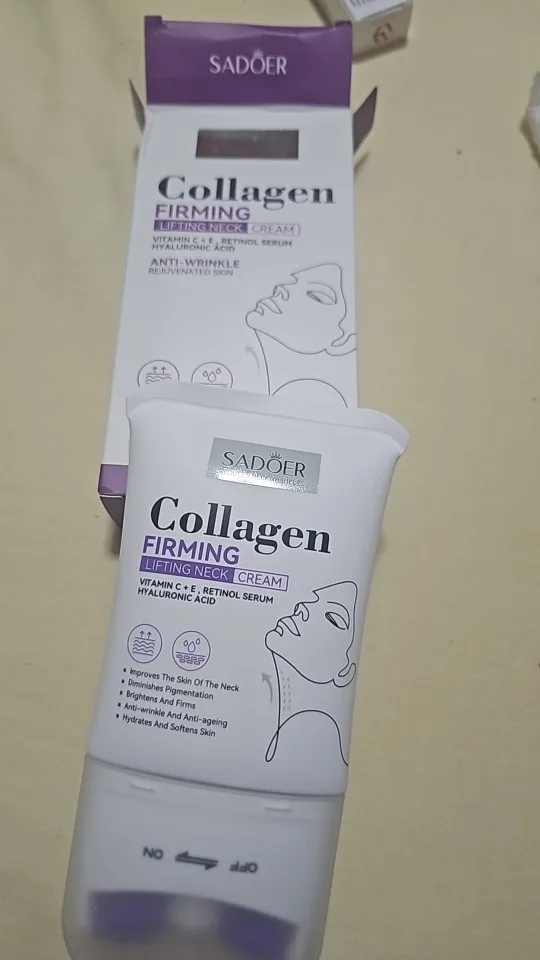 SADOER
Collagen
FIRMING
LIFTING NECK CREAM
VITAMIN C + E , RETINOL SERUM
HYALURONIC ACID
ANTI-WRINKLE
REJUVENATED SKIN
SADOER
Collagen
FIRMING
LIFTING NECK CREAM
VITAMIN C + E , RETINOL SERUM
HYALURONIC ACID
• Improves The Skin Of The Neck
• Diminishes Pigmentation
• Brightens And Firms
• Anti-wrinkle And Anti-ageing
• Hydrates And Softens Skin
OFF ON